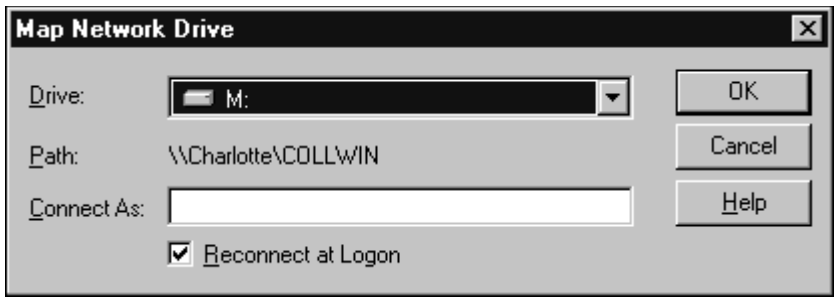 Map Network Drive
Drive: M: OK
Path: \\Charlotte\COLLWIN Cancel
Connect As: Help
Reconnect at Logon